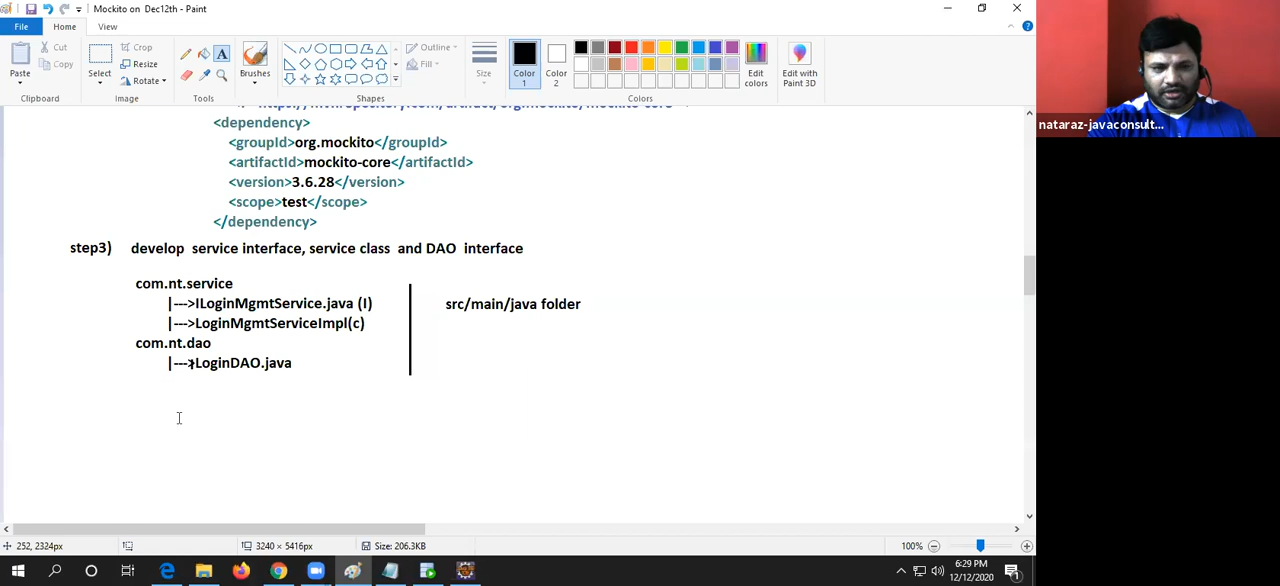 Mockito on Dec12th - Paint
File
Home
View
Paste
Cut
Copy
Clipboard
Select
Crop
Resize
Rotate
Image
A
Tools
Brushes
Shapes
Outline
Fill
Size
Color 1
Color 2
Edit colors
Colors
Edit with Paint 3D
nataraz-javaconsult...
<dependency>
<groupId>org.mockito</groupId>
<artifactId>mockito-core</artifactId>
<version>3.6.28</version>
<scope>test</scope>
</dependency>
step3) develop service interface, service class and DAO interface
com.nt.service
|--->ILoginMgmtService.java (I)
src/main/java folder
|--->LoginMgmtServiceImpl(c)
com.nt.dao
|--->LoginDAO.java
252, 2324px
3240 × 5416px
Size: 206.3KB
100%
6:29 PM
12/12/2020